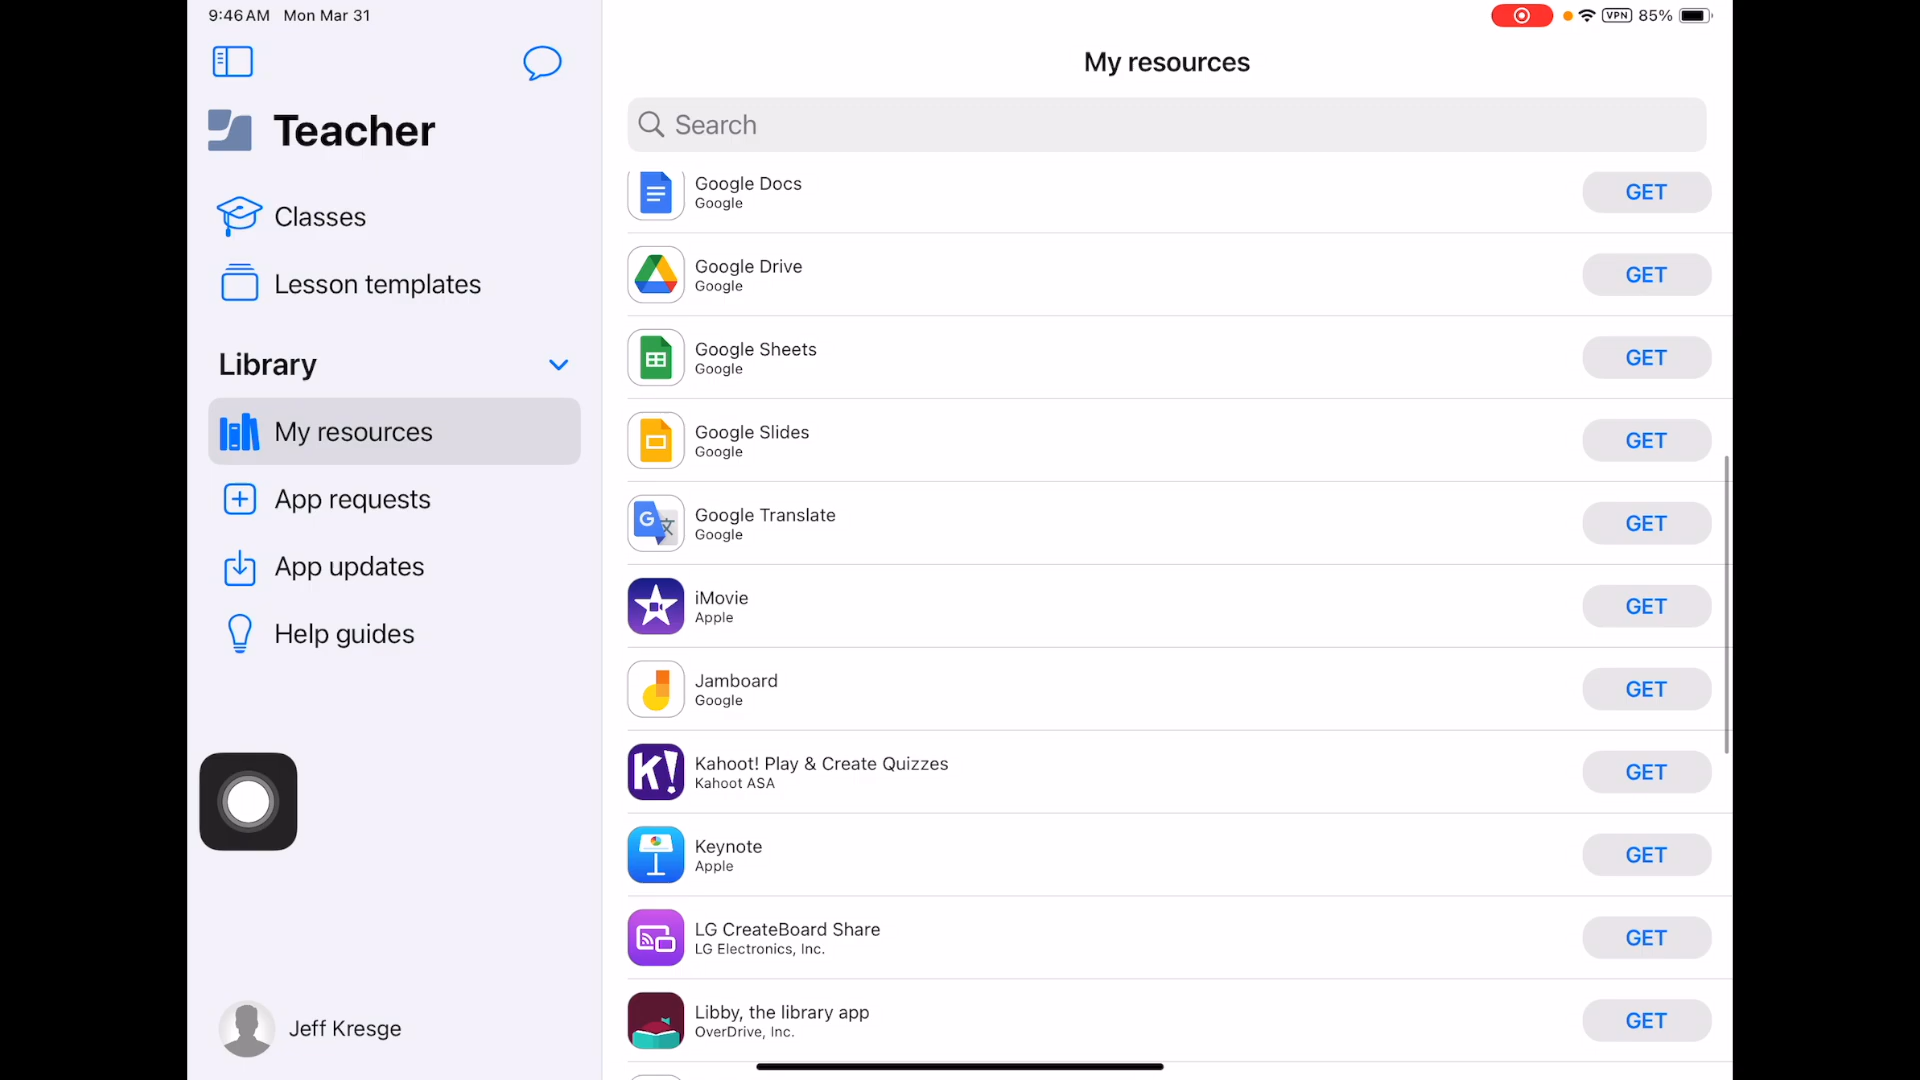 9:46 AM Mon Mar 31
VPN 85%
Teacher
Classes
Lesson templates
Library
My resources
App requests
App updates
Help guides
Jeff Kresge
My resources
Search
Google Docs
Google
GET
Google Drive
Google
GET
Google Sheets
Google
GET
Google Slides
Google
GET
G 文
Google Translate
Google
GET
iMovie
Apple
GET
Jamboard
Google
GET
K!
Kahoot! Play & Create Quizzes
Kahoot ASA
GET
Keynote
Apple
GET
LG CreateBoard Share
LG Electronics, Inc.
GET
Libby, the library app
OverDrive, Inc.
GET